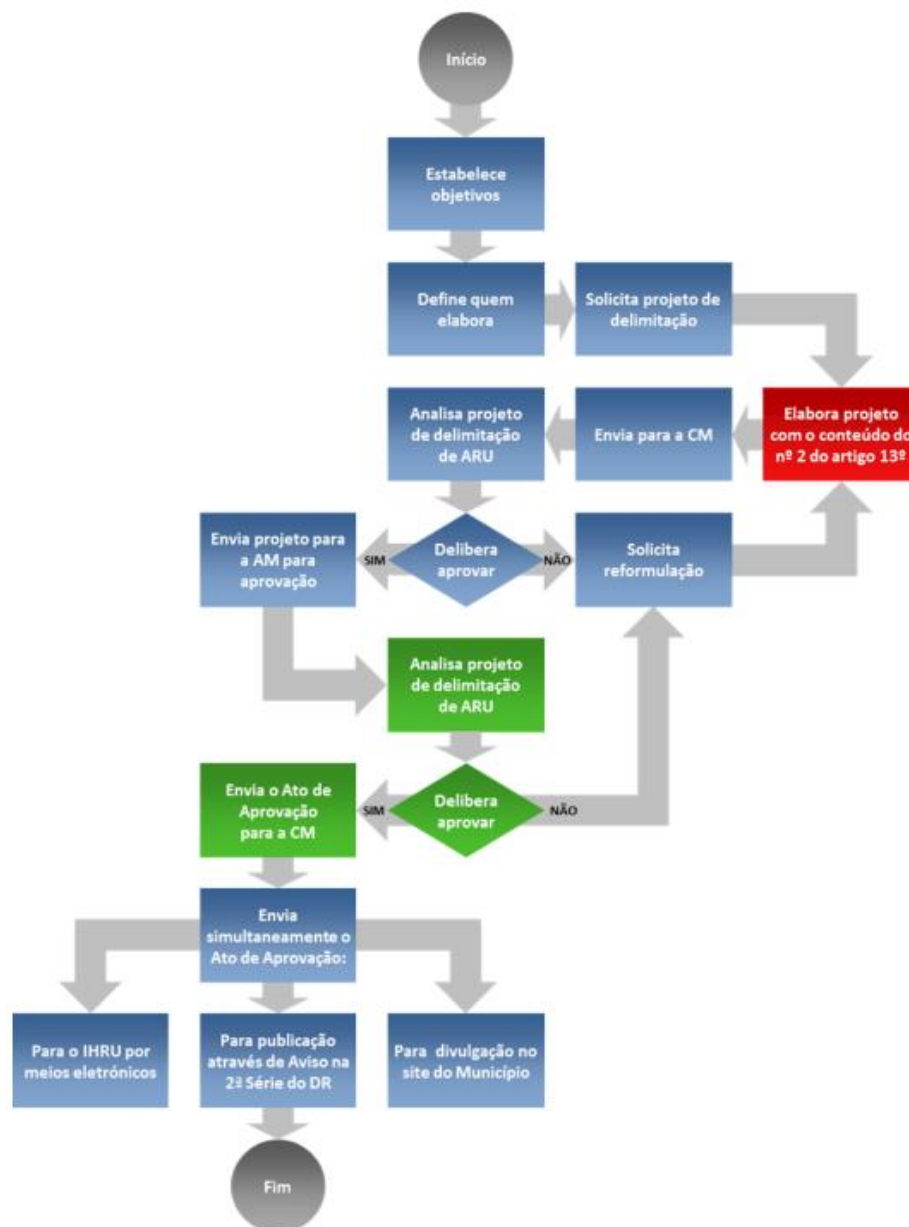 Início
Estabelece
objetivos
Define quem
elabora
Solicita projeto de
delimitação
Analisa projeto
de delimitação
de ARU
Envia para a CM
Elabora projeto
com o conteúdo do
nº 2 do artigo 13º
Envia projeto para
a AM para
aprovação
SIM
Delibera
aprovar
NÃO
Solicita
reformulação
Analisa projeto
de delimitação
de ARU
Envia o Ato de
Aprovação
para a CM
SIM
Delibera
aprovar
NÃO
Envia
simultaneamente o
Ato de Aprovação:
Para o IHRU por
meios eletrónicos
Para publicação
através de Aviso na
2ª Série do DR
Para divulgação no
site do Município
Fim